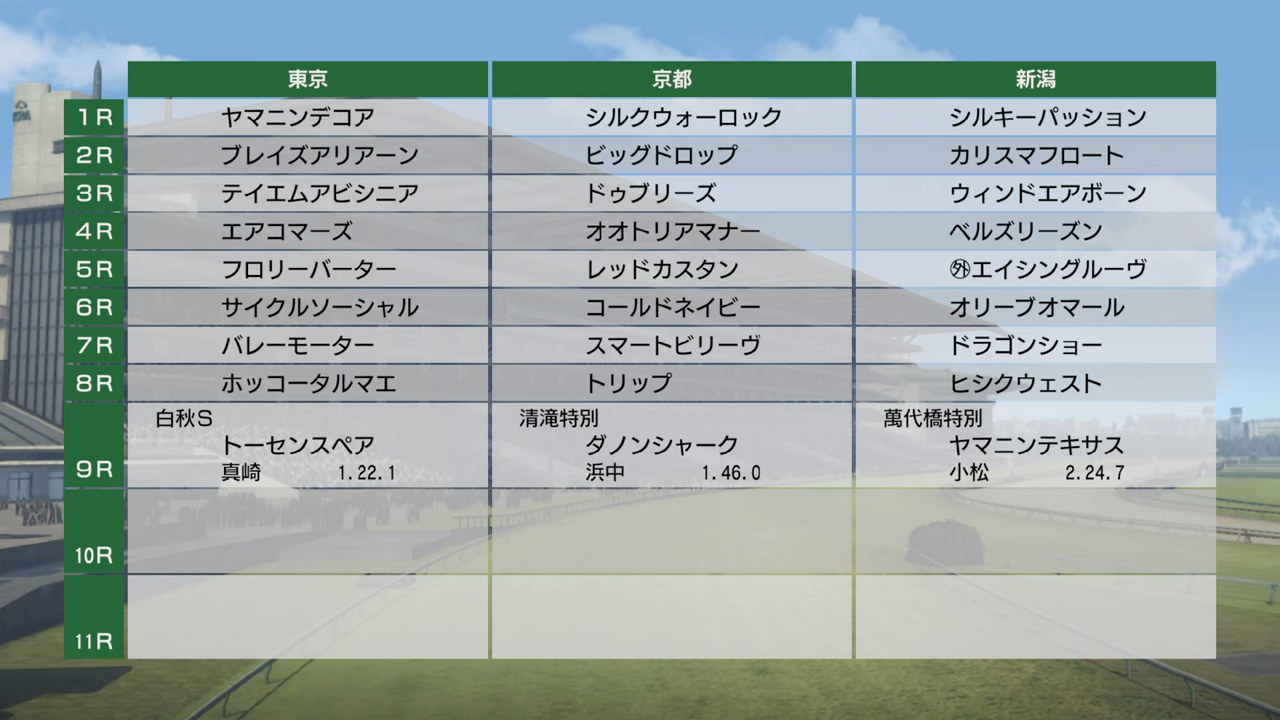 東京 京都 新潟
1R ヤマニンデコア シルクウォーロック シルキーパッション
2R ブレイズアリアーン ビッグドロップ カリスマフロート
3R テイエムアビシニア ドゥブリーズ ウィンドエアボーン
4R エアコマーズ オオトリアマナー ベルズリーズン
5R フロリーバーター レッドカスタン ㊕エイシングルーヴ
6R サイクルソーシャル コールドネイビー オリーブオマール
7R バレーモーター スマートビリーヴ ドラゴンショー
8R ホッコータルマエ トリップ ヒシクウェスト
白秋S 清滝特別 萬代橋特別
トーセンスペア ダノンシャーク ヤマニンテキサス
9R 真崎 1.22.1 浜中 1.46.0 小松 2.24.7
10R
11R